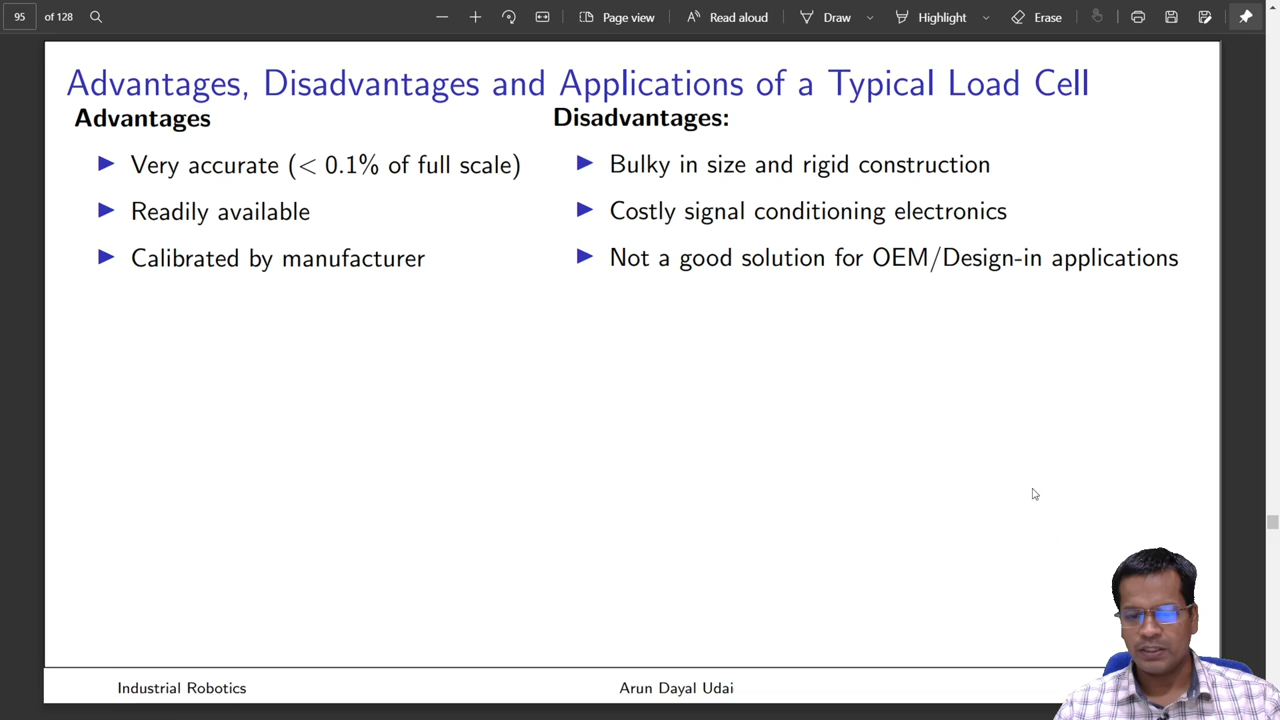 95 of 128 Page view Read aloud Draw Highlight Erase
Advantages, Disadvantages and Applications of a Typical Load Cell
Advantages
Very accurate (< 0.1% of full scale)
Readily available
Calibrated by manufacturer
Disadvantages:
Bulky in size and rigid construction
Costly signal conditioning electronics
Not a good solution for OEM/Design-in applications
Industrial Robotics Arun Dayal Udai